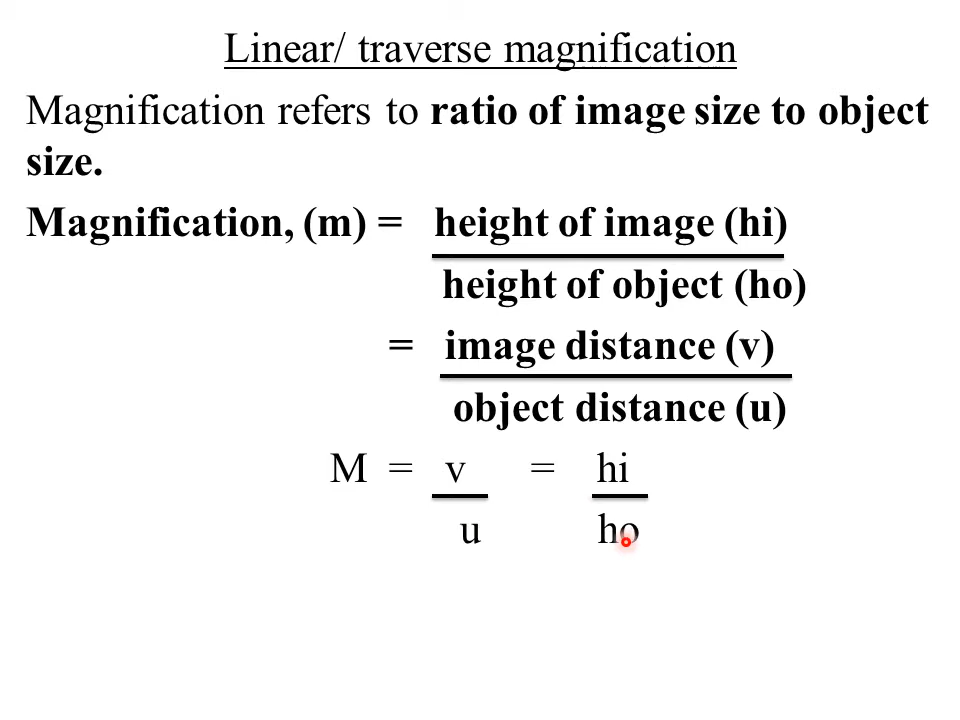 Linear/ traverse magnification
Magnification refers to ratio of image size to object
size.
Magnification, (m) = height of image (hi)
height of object (ho)
= image distance (v)
object distance (u)
M = v = hi
u ho